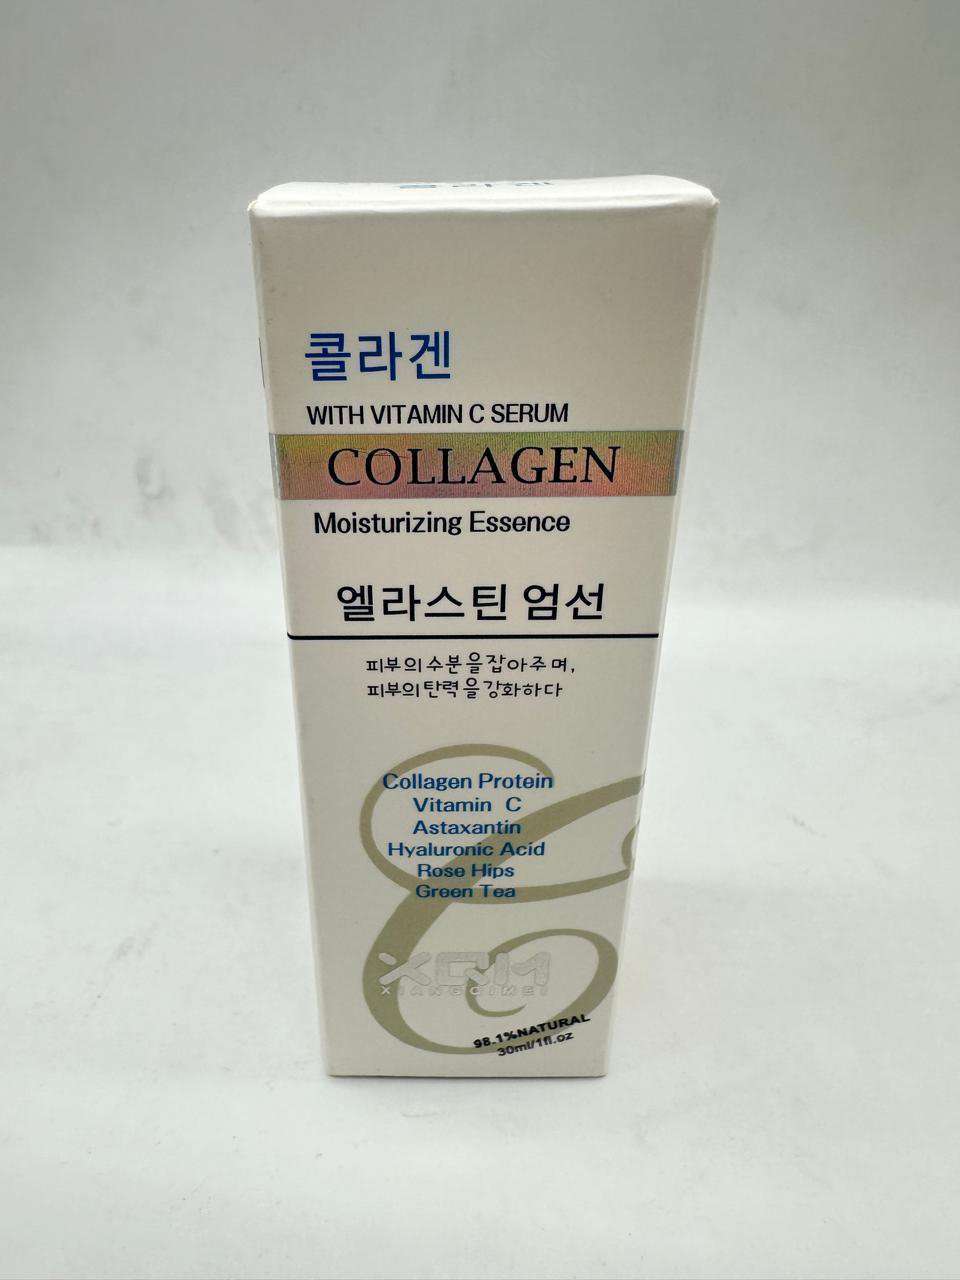 콜라겐
WITH VITAMIN C SERUM
COLLAGEN
Moisturizing Essence
엘라스틴 엄선
피부의 수분을 잡아주며,
피부의 탄력을 강화하다
Collagen Protein
Vitamin C
Astaxantin
Hyaluronic Acid
Rose Hips
Green Tea
XQM
XIANGQIMEI
98.1%NATURAL
30ml/1fl.oz